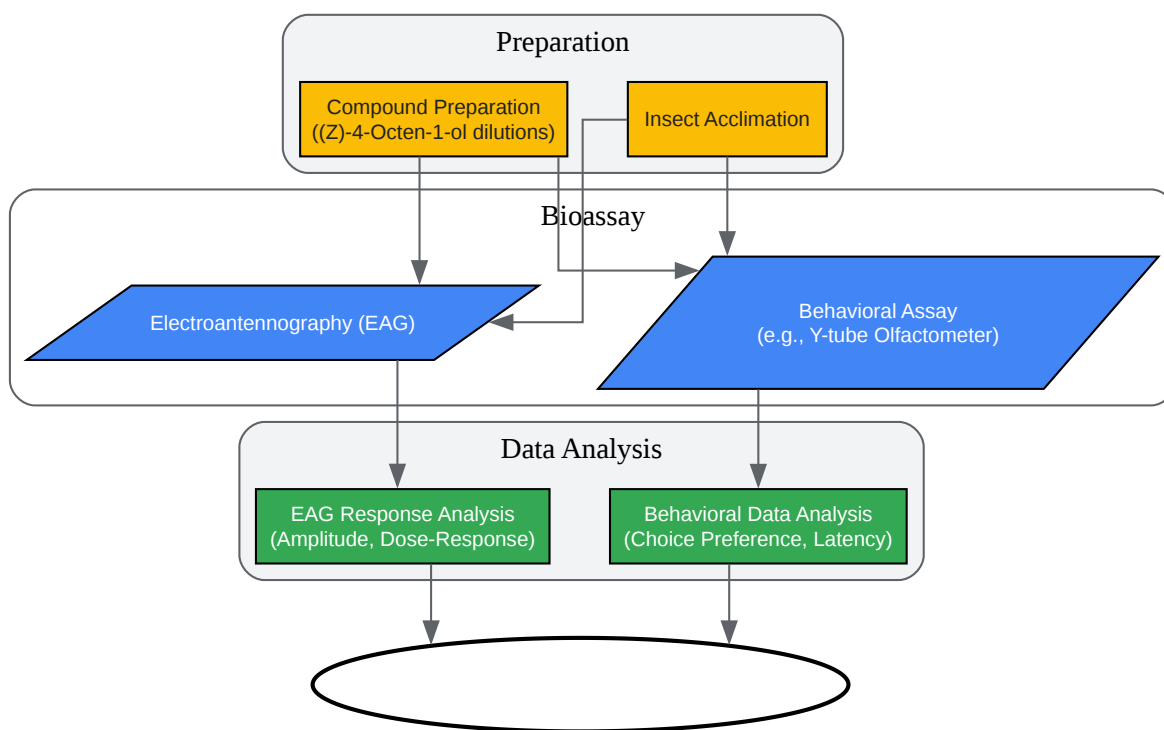 Preparation
Compound Preparation
((Z)-4-Octen-1-ol dilutions)
Insect Acclimation
Bioassay
Electroantennography (EAG)
Behavioral Assay
(e.g., Y-tube Olfactometer)
Data Analysis
EAG Response Analysis
(Amplitude, Dose-Response)
Behavioral Data Analysis
(Choice Preference, Latency)